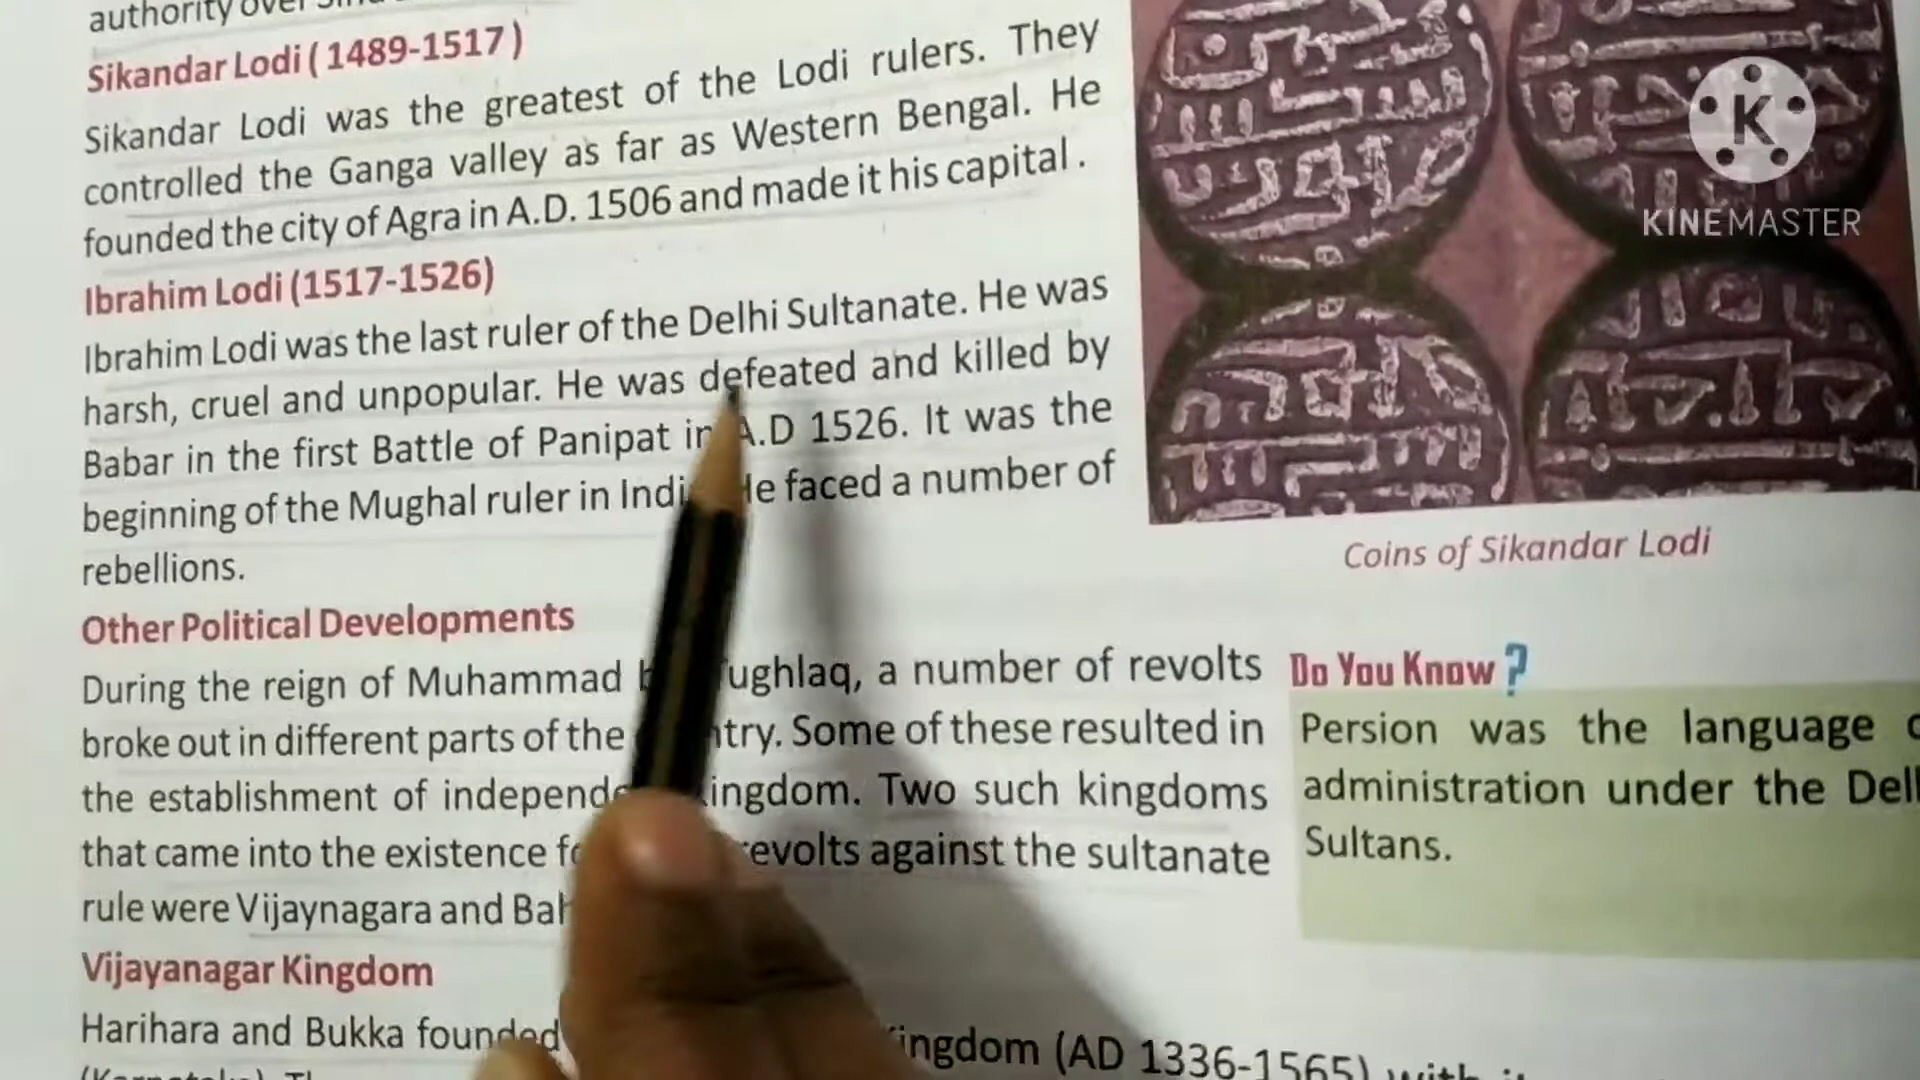 authority over
Sikandar Lodi ( 1489-1517 )
Sikandar Lodi was the greatest of the Lodi rulers. They
controlled the Ganga valley as far as Western Bengal. He
founded the city of Agra in A.D. 1506 and made it his capital .
Ibrahim Lodi (1517-1526)
Ibrahim Lodi was the last ruler of the Delhi Sultanate. He was
harsh, cruel and unpopular. He was defeated and killed by
Babar in the first Battle of Panipat in A.D 1526. It was the
beginning of the Mughal ruler in Indi He faced a number of
rebellions.
Other Political Developments
During the reign of Muhammad ughlaq, a number of revolts
broke out in different parts of the ntry. Some of these resulted in
the establishment of independe ingdom. Two such kingdoms
that came into the existence revolts against the sultanate
rule were Vijaynagara and Bah
Vijayanagar Kingdom
Harihara and Bukka founded ingdom (AD 1336-1565) with
K
KINEMASTER
Coins of Sikandar Lodi
Do You Know ?
Persion was the language
administration under the Del
Sultans.